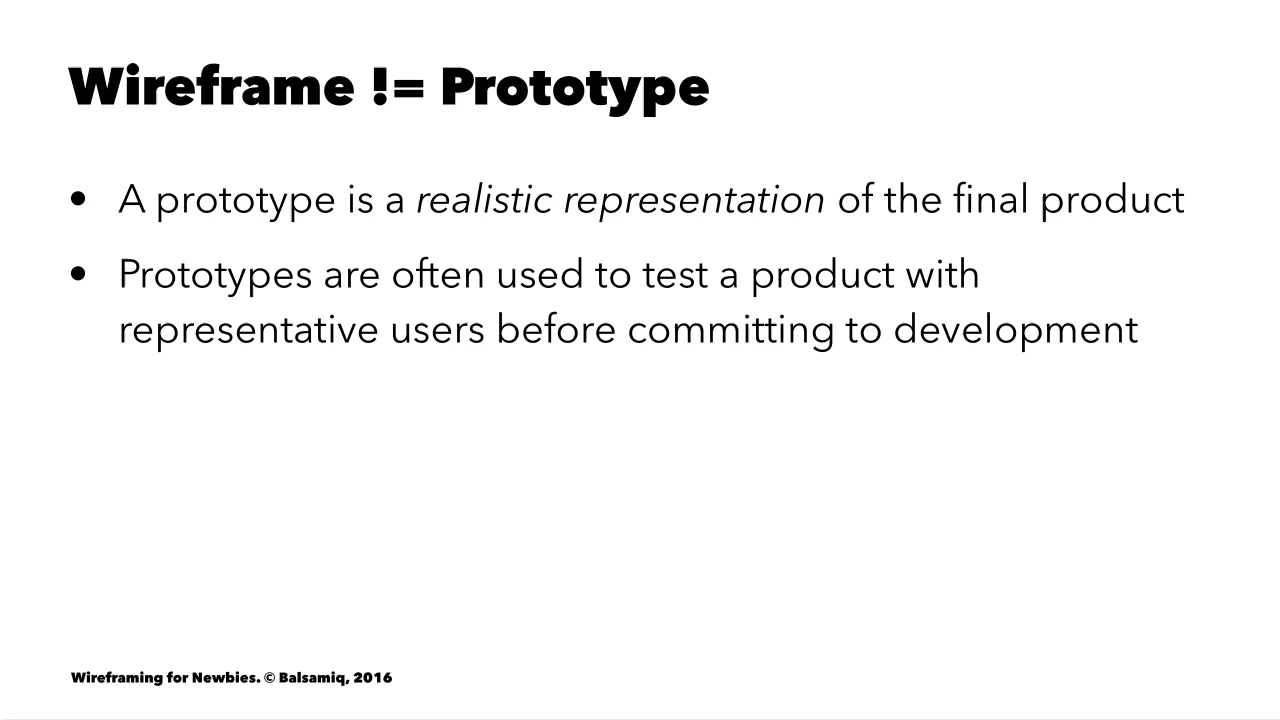 Wireframe != Prototype
• A prototype is a realistic representation of the final product
• Prototypes are often used to test a product with
representative users before committing to development
Wireframing for Newbies. © Balsamiq, 2016